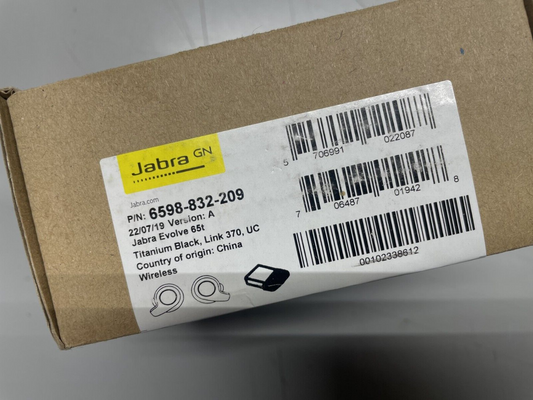 Jabra GN
Jabra.com
P/N: 6598-832-209
22/07/19 Version: A
Jabra Evolve 65t
Titanium Black, Link 370, UC
Country of origin: China
Wireless
5 706991 022087
7 06487 01942 8
00102338612